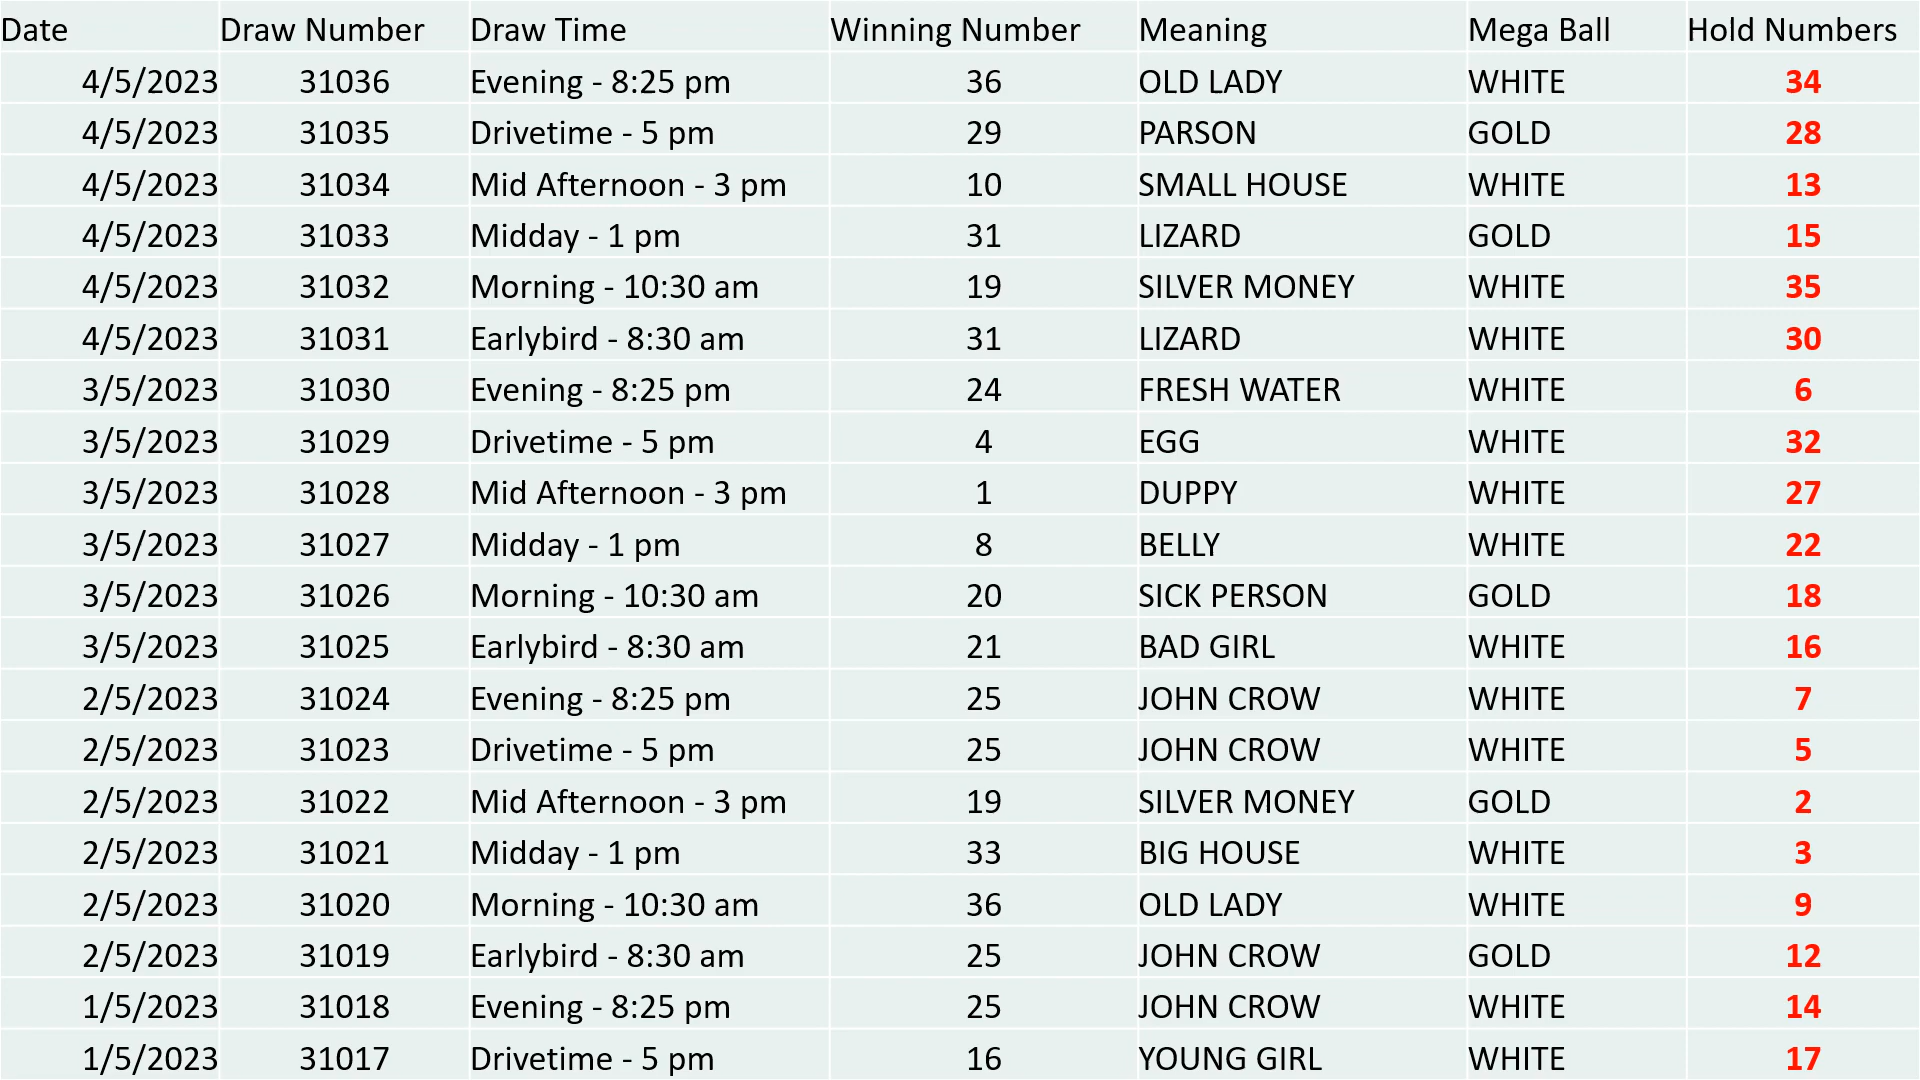 Date Draw Number Draw Time Winning Number Meaning Mega Ball Hold Numbers
4/5/2023 31036 Evening - 8:25 pm 36 OLD LADY WHITE 34
4/5/2023 31035 Drivetime - 5 pm 29 PARSON GOLD 28
4/5/2023 31034 Mid Afternoon - 3 pm 10 SMALL HOUSE WHITE 13
4/5/2023 31033 Midday - 1 pm 31 LIZARD GOLD 15
4/5/2023 31032 Morning - 10:30 am 19 SILVER MONEY WHITE 35
4/5/2023 31031 Earlybird - 8:30 am 31 LIZARD WHITE 30
3/5/2023 31030 Evening - 8:25 pm 24 FRESH WATER WHITE 6
3/5/2023 31029 Drivetime - 5 pm 4 EGG WHITE 32
3/5/2023 31028 Mid Afternoon - 3 pm 1 DUPPY WHITE 27
3/5/2023 31027 Midday - 1 pm 8 BELLY WHITE 22
3/5/2023 31026 Morning - 10:30 am 20 SICK PERSON GOLD 18
3/5/2023 31025 Earlybird - 8:30 am 21 BAD GIRL WHITE 16
2/5/2023 31024 Evening - 8:25 pm 25 JOHN CROW WHITE 7
2/5/2023 31023 Drivetime - 5 pm 25 JOHN CROW WHITE 5
2/5/2023 31022 Mid Afternoon - 3 pm 19 SILVER MONEY GOLD 2
2/5/2023 31021 Midday - 1 pm 33 BIG HOUSE WHITE 3
2/5/2023 31020 Morning - 10:30 am 36 OLD LADY WHITE 9
2/5/2023 31019 Earlybird - 8:30 am 25 JOHN CROW GOLD 12
1/5/2023 31018 Evening - 8:25 pm 25 JOHN CROW WHITE 14
1/5/2023 31017 Drivetime - 5 pm 16 YOUNG GIRL WHITE 17